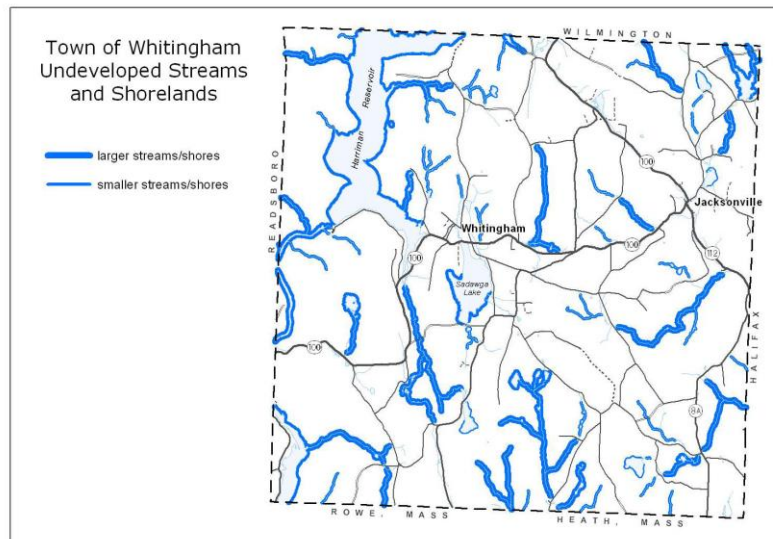 Town of Whitingham
Undeveloped Streams
and Shorelands
larger streams/shores
smaller streams/shores
WILMINGTON
READSBORO
Harriman
Reservoir
100
Jacksonville
Whitingham
100
100
112
Sadawga
Lake
HALIFAX
100
8A
ROWE, MASS
HEATH, MASS